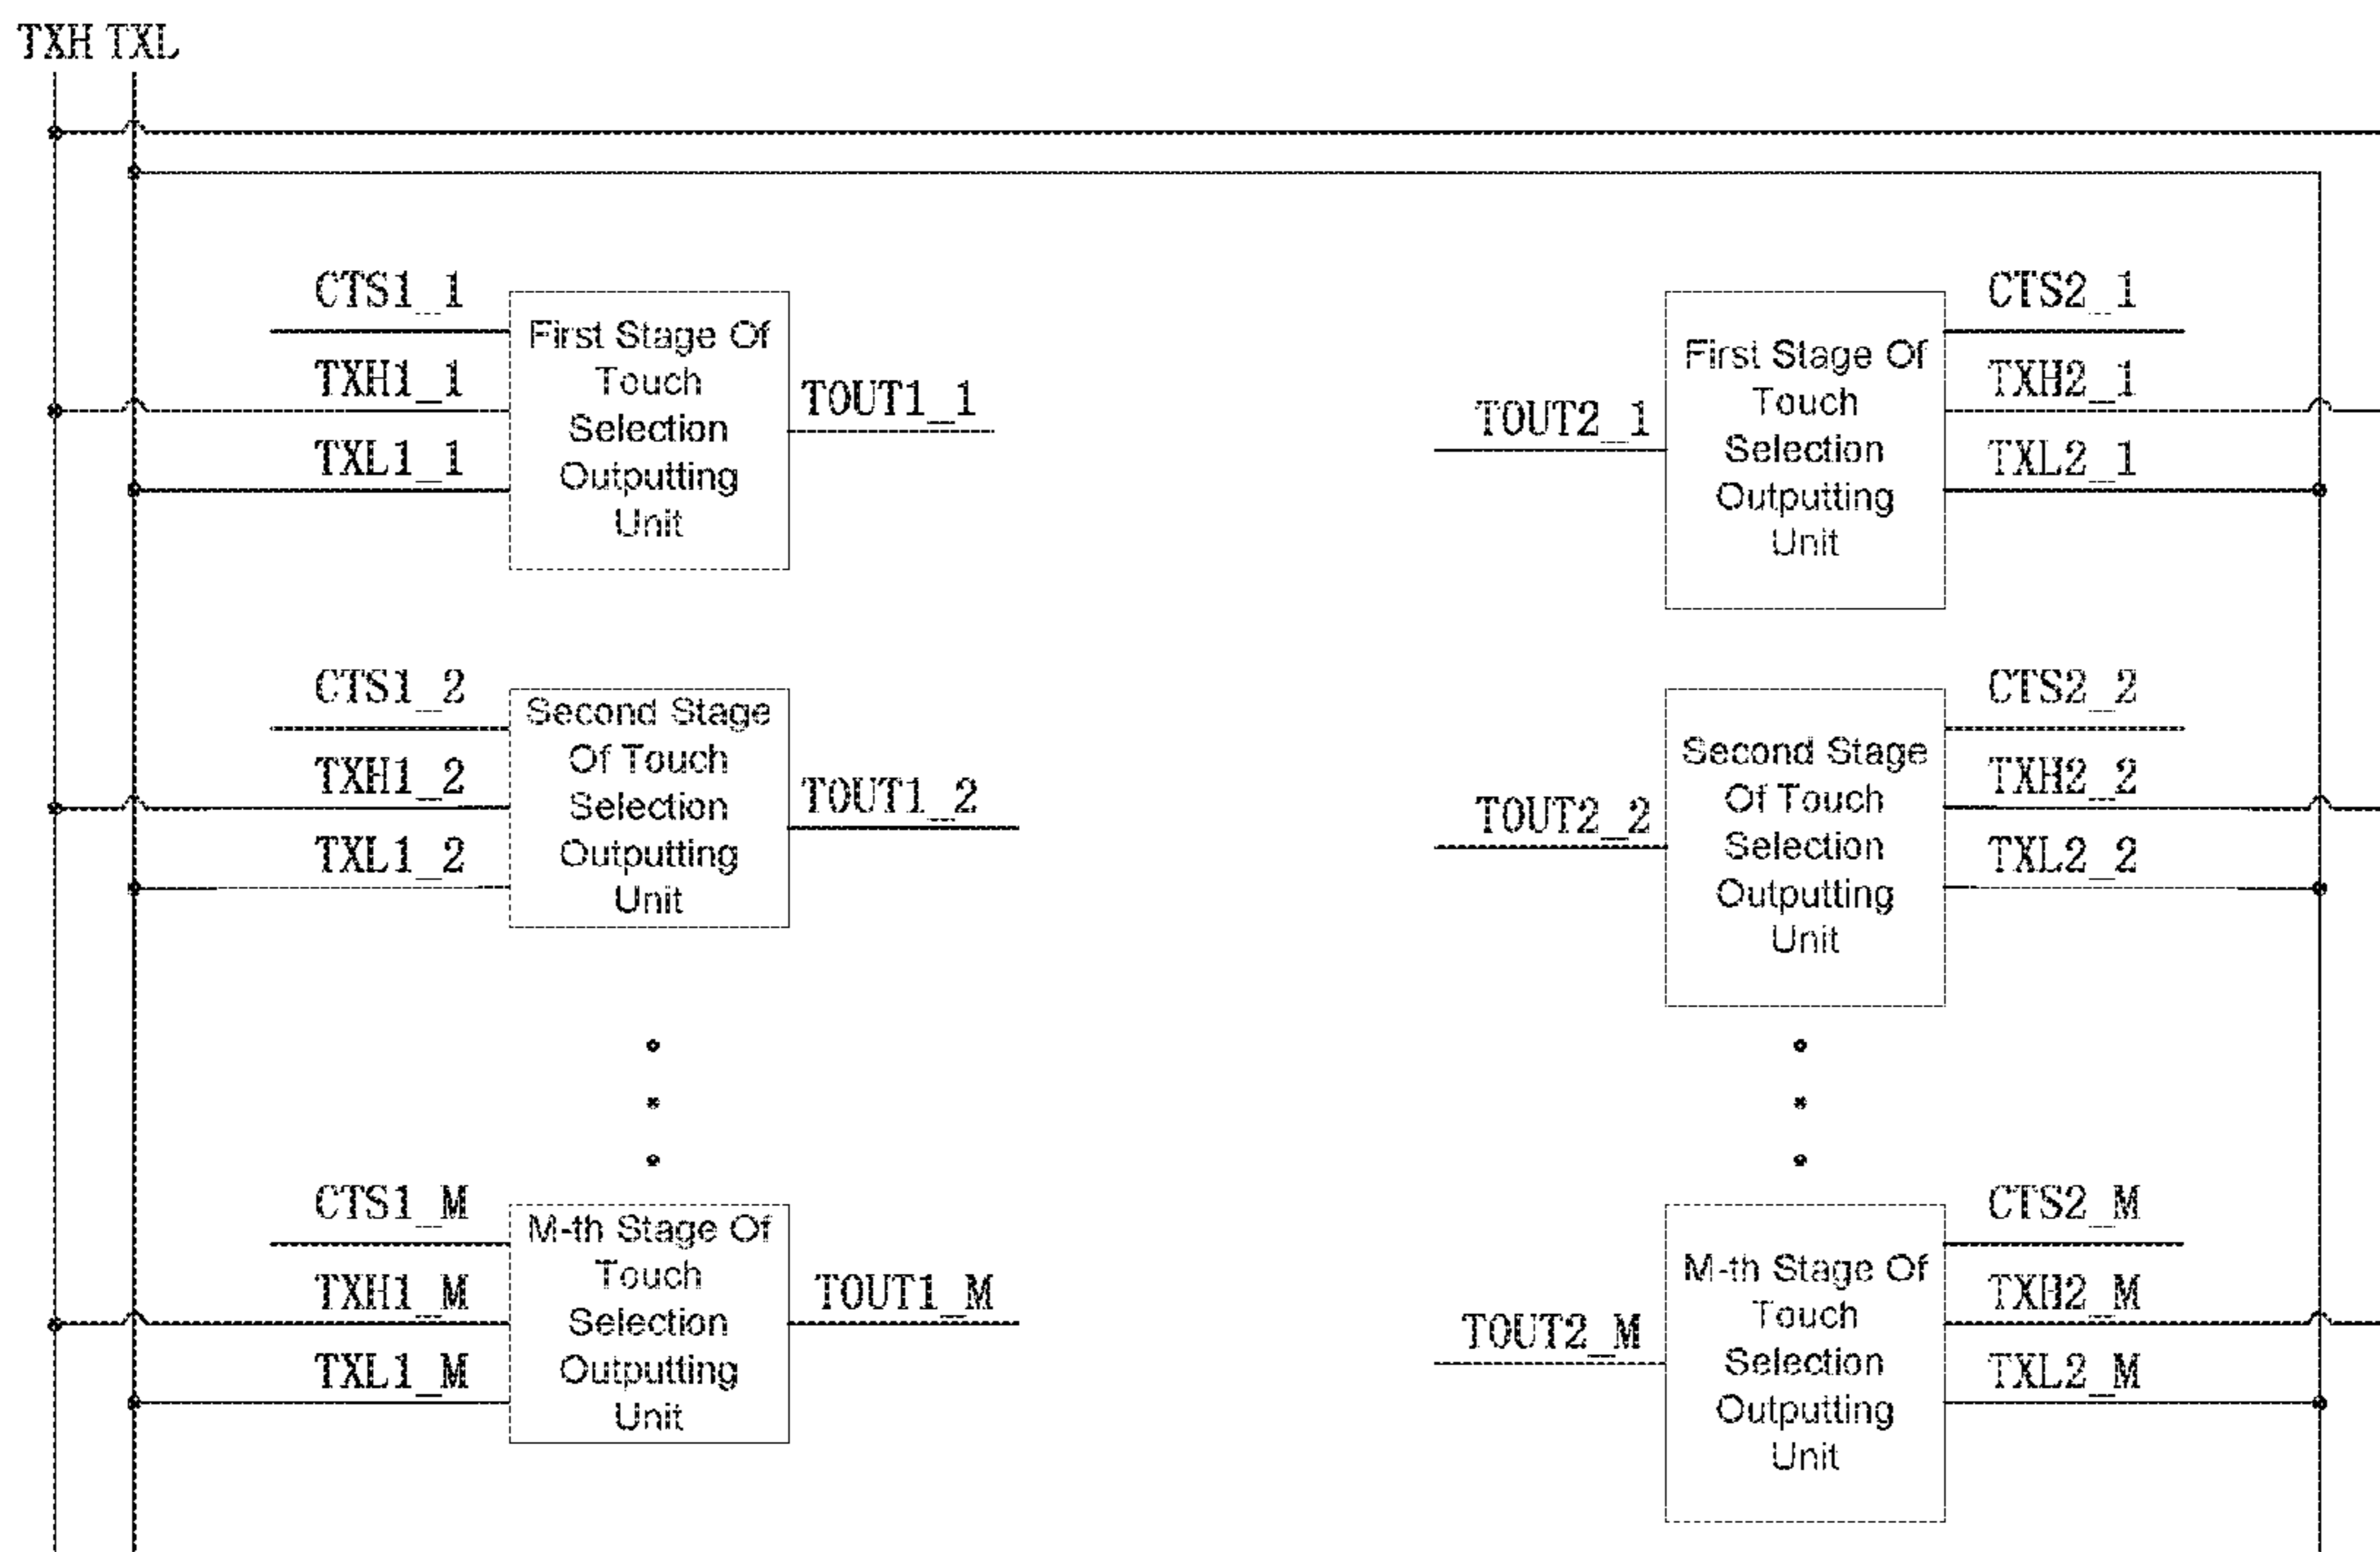 TXH TXL
CTS1_1
TXH1_1
TXL1_1
First Stage Of
Touch
Selection
Outputting
Unit
TOUT1_1
TOUT2_1
First Stage Of
Touch
Selection
Outputting
Unit
CTS2_1
TXH2_1
TXL2_1
CTS1_2
TXH1_2
TXL1_2
Second Stage
Of Touch
Selection
Outputting
Unit
TOUT1_2
TOUT2_2
Second Stage
Of Touch
Selection
Outputting
Unit
CTS2_2
TXH2_2
TXL2_2
CTS1_M
TXH1_M
TXL1_M
M-th Stage Of
Touch
Selection
Outputting
Unit
TOUT1_M
TOUT2_M
M-th Stage Of
Touch
Selection
Outputting
Unit
CTS2_M
TXH2_M
TXL2_M